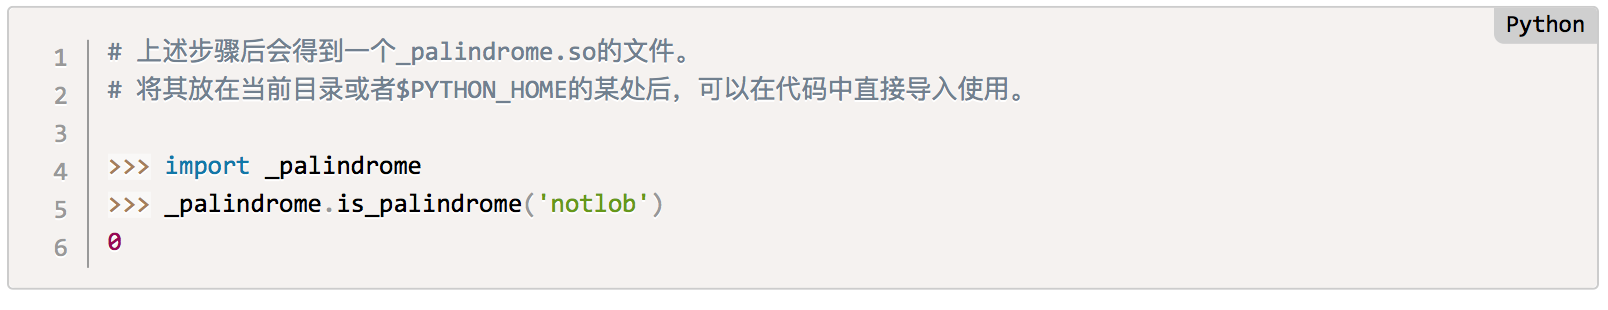 Python
1 # 上述步骤后会得到一个_palindrome.so的文件。
2 # 将其放在当前目录或者$PYTHON_HOME的某处后，可以在代码中直接导入使用。
3
4 >>> import _palindrome
5 >>> _palindrome.is_palindrome('notlob')
6 0